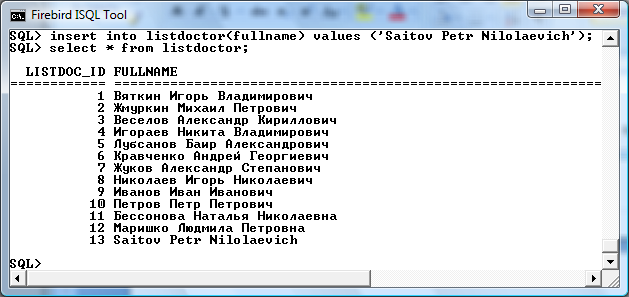 Firebird ISQL Tool
SQL> insert into listdoctor(fullname) values ('Saitov Petr Nilolaevich');
SQL> select * from listdoctor;
LISTDOC_ID FULLNAME
============ ===============================================================
1 Вяткин Игорь Владимирович
2 Жмуркин Михаил Петрович
3 Веселов Александр Кириллович
4 Игораев Никита Владимирович
5 Лубсанов Баир Александрович
6 Кравченко Андрей Георгиевич
7 Жуков Александр Степанович
8 Николаев Игорь Николаевич
9 Иванов Иван Иванович
10 Петров Петр Петрович
11 Бессонова Наталья Николаевна
12 Маришко Людмила Петровна
13 Saitov Petr Nilolaevich
SQL>